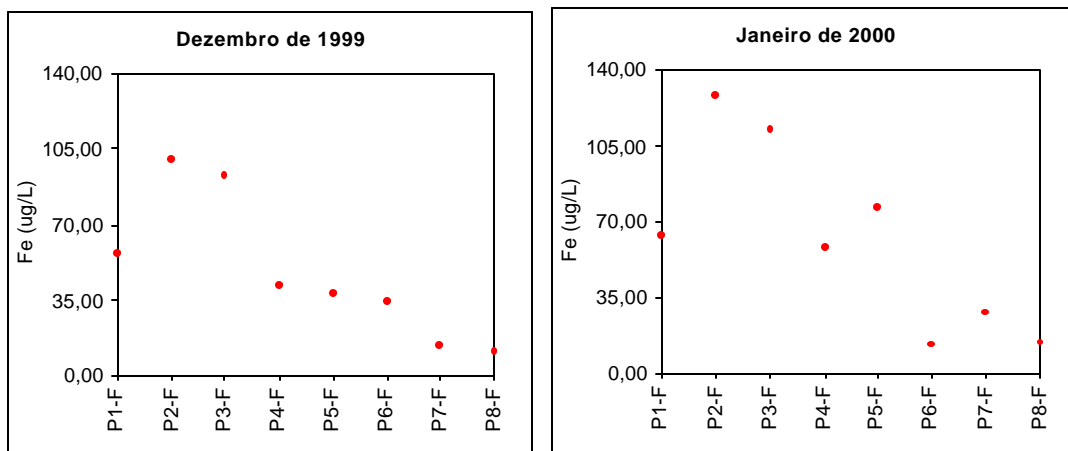 Dezembro de 1999
140,00
105,00
70,00
35,00
0,00
Fe (ug/L)
P1-F
P2-F
P3-F
P4-F
P5-F
P6-F
P7-F
P8-F
Janeiro de 2000
140,00
105,00
70,00
35,00
0,00
Fe (ug/L)
P1-F
P2-F
P3-F
P4-F
P5-F
P6-F
P7-F
P8-F